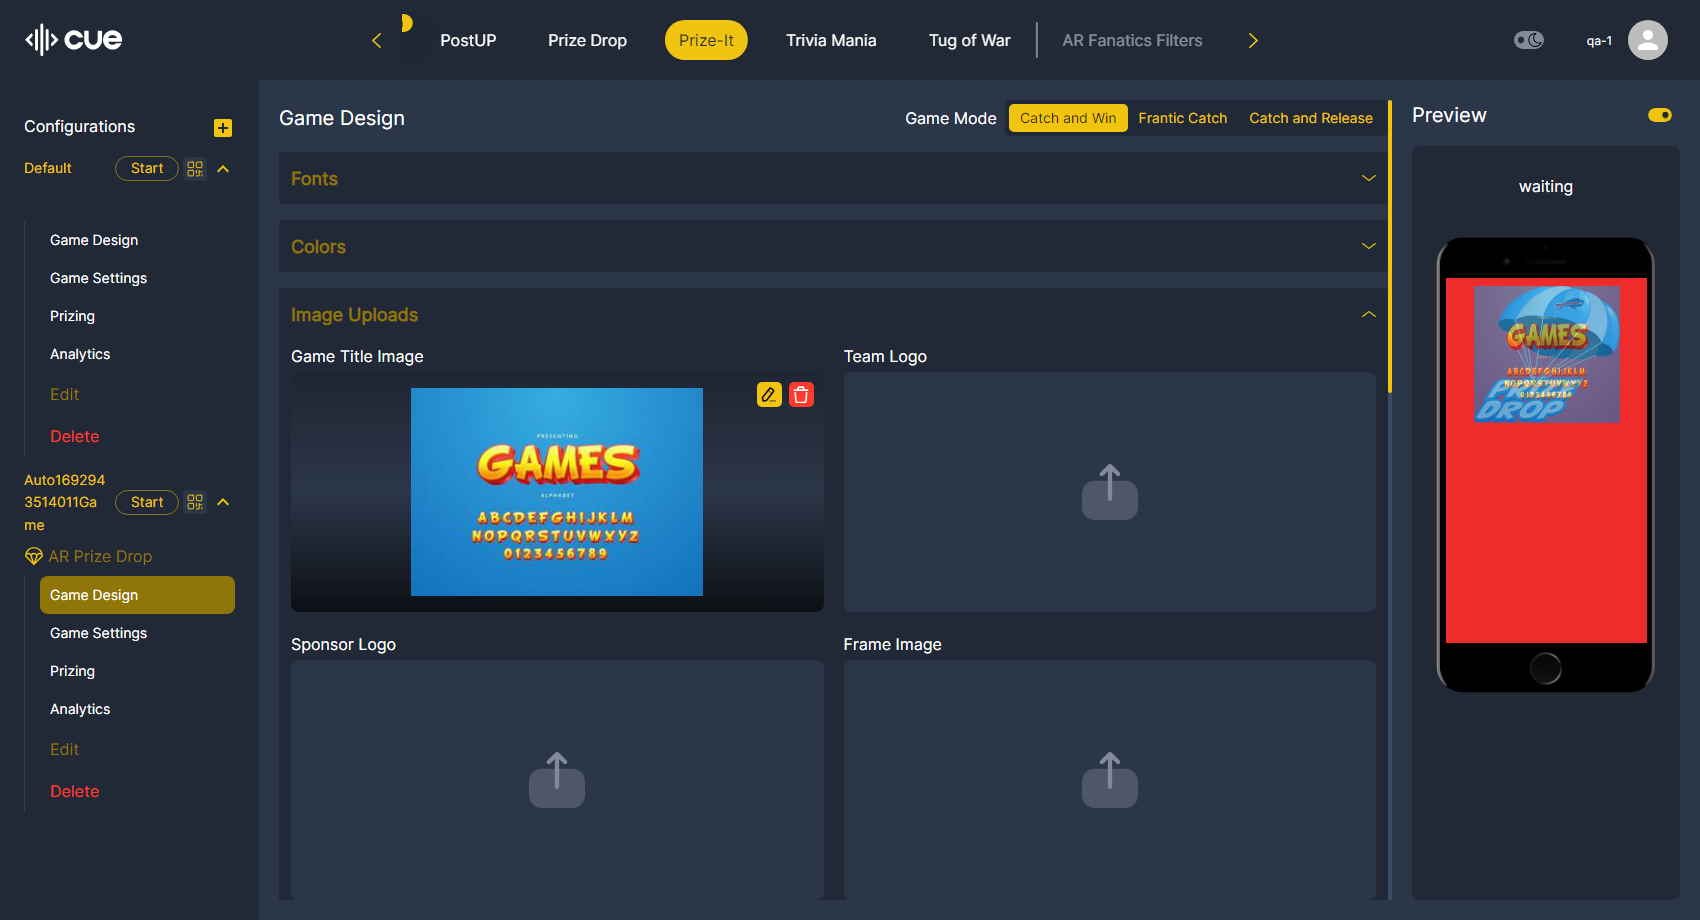 cue
PostUP
Prize Drop
Prize-It
Trivia Mania
Tug of War
AR Fanatics Filters
qa-1
Configurations
Default
Start
Game Design
Game Settings
Prizing
Analytics
Edit
Delete
Auto169294
3514011Ga
me
Start
AR Prize Drop
Game Design
Game Settings
Prizing
Analytics
Edit
Delete
Game Design
Game Mode
Catch and Win
Frantic Catch
Catch and Release
Fonts
Colors
Image Uploads
Game Title Image
PRESENTING
GAMES
ALPHABET
ABCDEFGHIJKLM
NOPQRSTUVWXYZ
0123456789
Team Logo
Sponsor Logo
Frame Image
Preview
waiting
GAMES
ABCDEFGHIJKLM
NOPQRSTUVWXYZ
0123456789
PRIZE
DROP